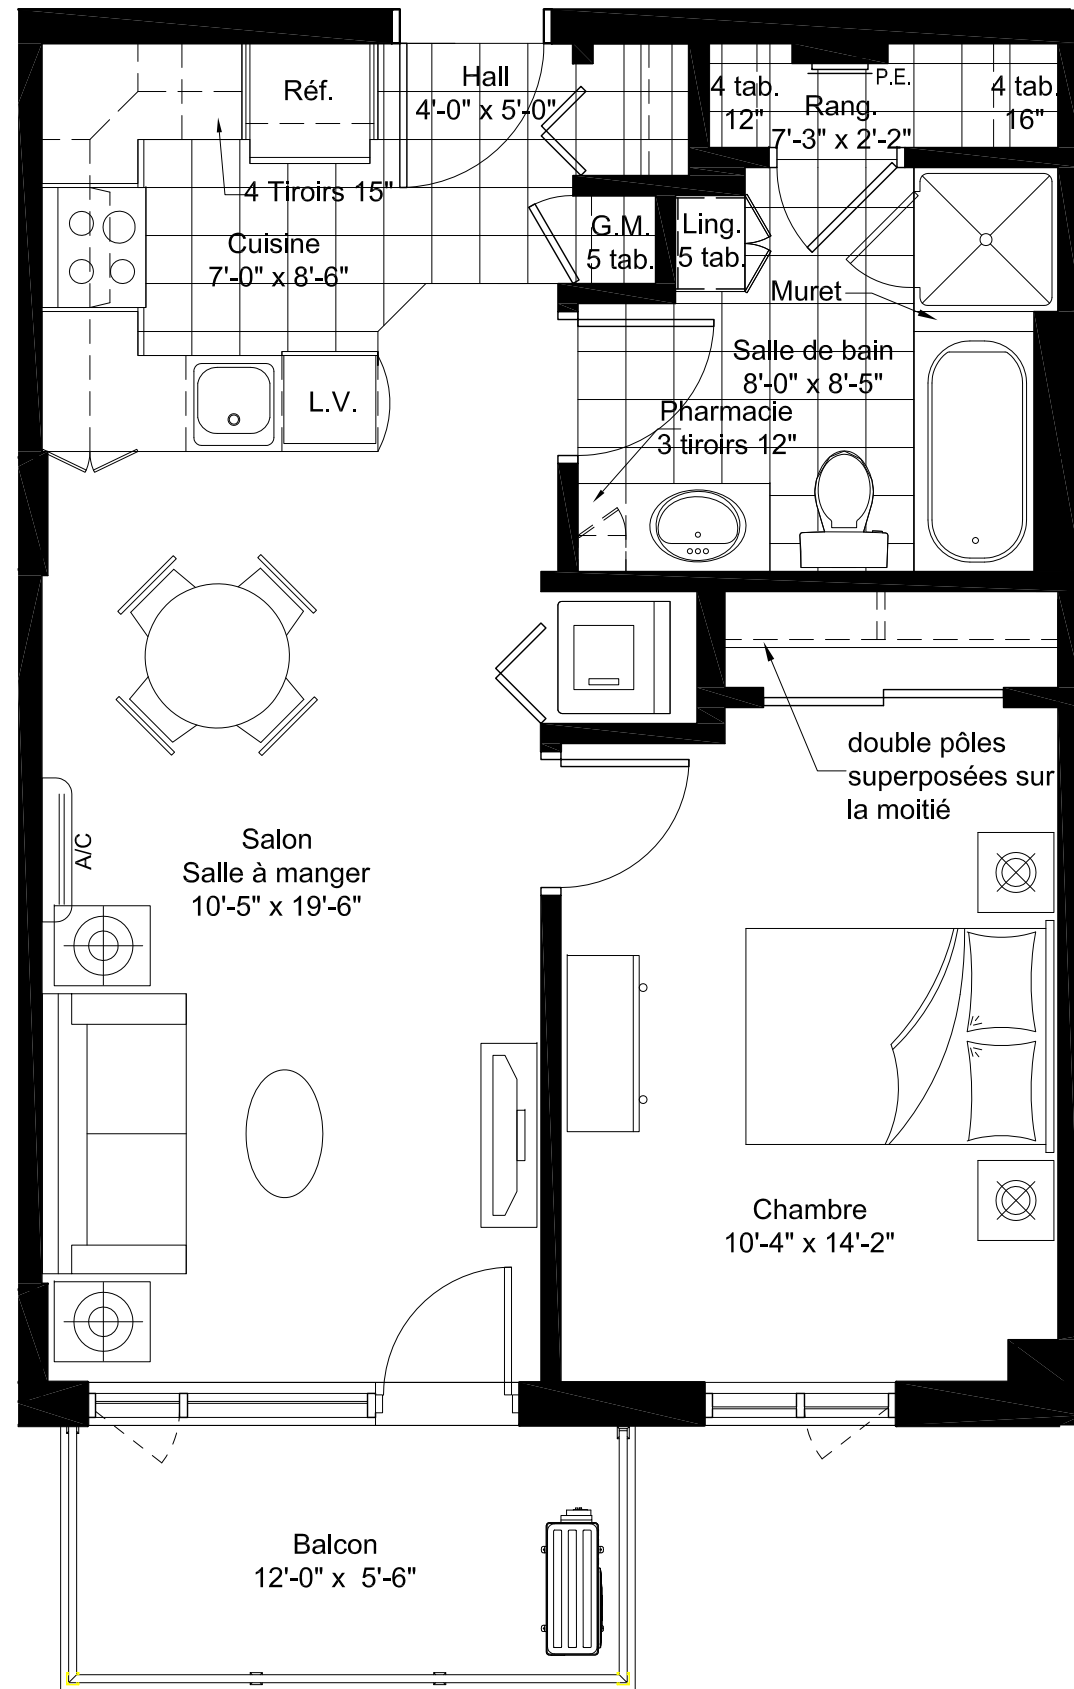 Réf.
Hall
4'-0" x 5'-0"
4 tab.
12"
P.E.
Rang.
7'-3" x 2'-2"
4 tab.
16"
4 Tiroirs 15"
Cuisine
7'-0" x 8'-6"
G.M.
5 tab.
Ling.
5 tab.
Muret
Salle de bain
8'-0" x 8'-5"
Pharmacie
3 tiroirs 12"
L.V.
double pôles
superposées sur
la moitié
A/C
Salon
Salle à manger
10'-5" x 19'-6"
Chambre
10'-4" x 14'-2"
Balcon
12'-0" x 5'-6"